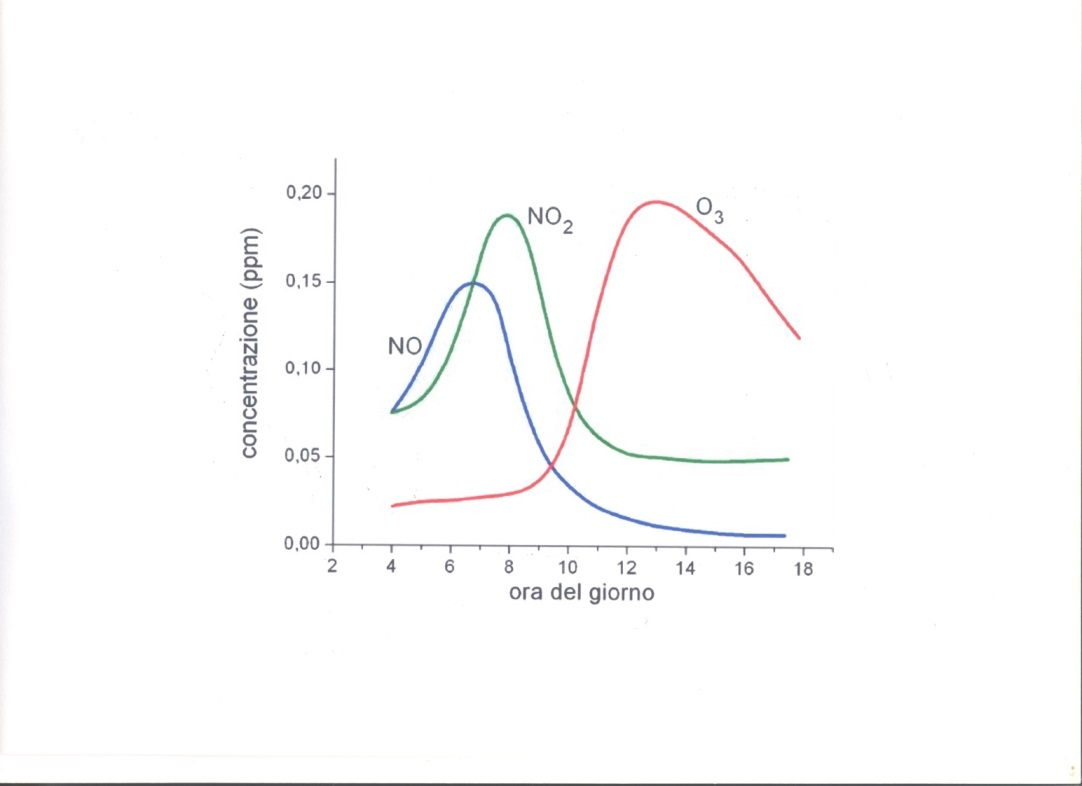 0,20
0,15
0,10
0,05
0,00
concentrazione (ppm)
NO
NO2
O3
2 4 6 8 10 12 14 16 18
ora del giorno